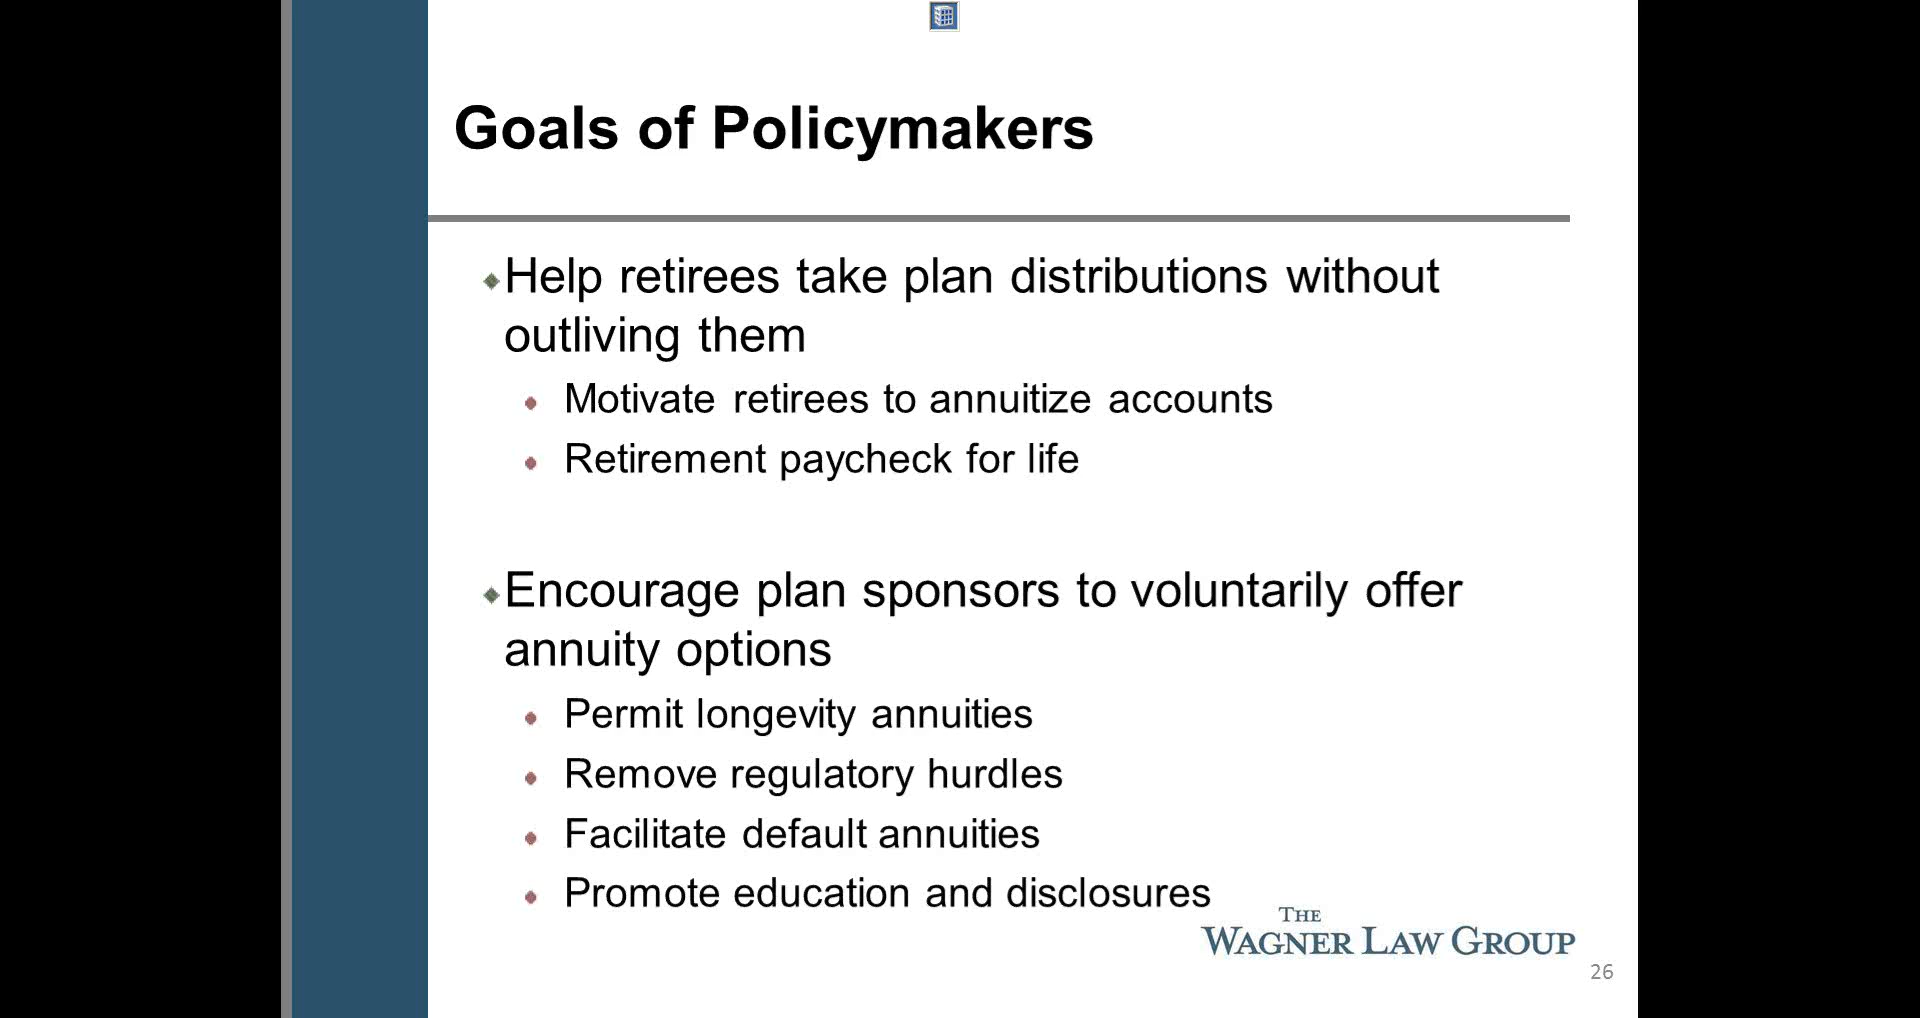 Goals of Policymakers
Help retirees take plan distributions without
outliving them
Motivate retirees to annuitize accounts
Retirement paycheck for life
Encourage plan sponsors to voluntarily offer
annuity options
Permit longevity annuities
Remove regulatory hurdles
Facilitate default annuities
Promote education and disclosures
THE
WAGNER LAW GROUP
26